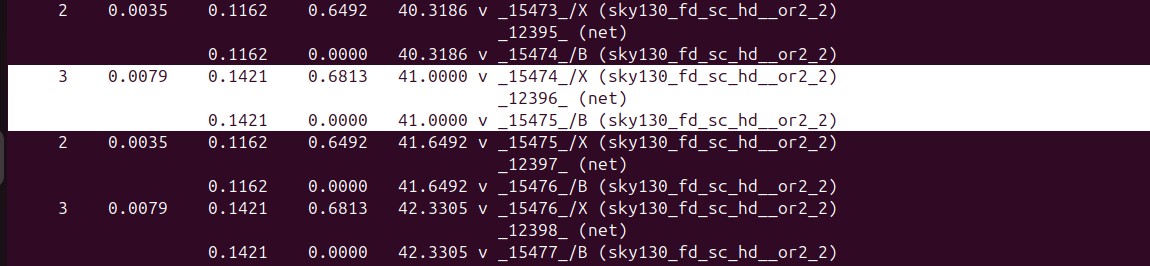 2 0.0035 0.1162 0.6492 40.3186 v _15473_/X (sky130_fd_sc_hd__or2_2)
_12395_ (net)
0.1162 0.0000 40.3186 v _15474_/B (sky130_fd_sc_hd__or2_2)
3 0.0079 0.1421 0.6813 41.0000 v _15474_/X (sky130_fd_sc_hd__or2_2)
_12396_ (net)
0.1421 0.0000 41.0000 v _15475_/B (sky130_fd_sc_hd__or2_2)
2 0.0035 0.1162 0.6492 41.6492 v _15475_/X (sky130_fd_sc_hd__or2_2)
_12397_ (net)
0.1162 0.0000 41.6492 v _15476_/B (sky130_fd_sc_hd__or2_2)
3 0.0079 0.1421 0.6813 42.3305 v _15476_/X (sky130_fd_sc_hd__or2_2)
_12398_ (net)
0.1421 0.0000 42.3305 v _15477_/B (sky130_fd_sc_hd__or2_2)